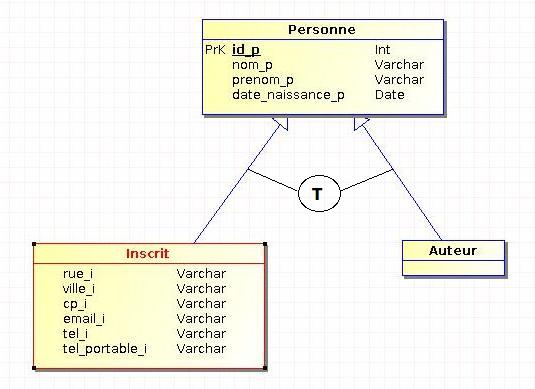 Personne
PrK id_p Int
nom_p Varchar
prenom_p Varchar
date_naissance_p Date
T
Inscrit
rue_i Varchar
ville_i Varchar
cp_i Varchar
email_i Varchar
tel_i Varchar
tel_portable_i Varchar
Auteur